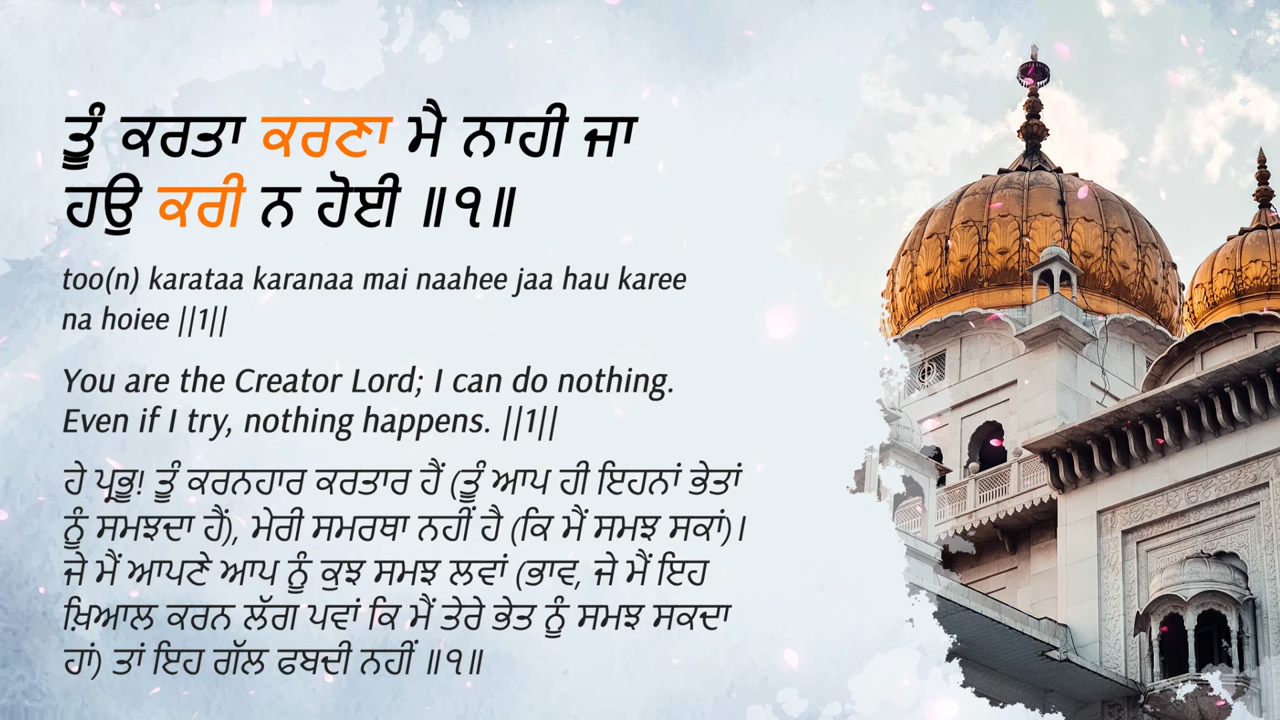 ਤੂੰ ਕਰਤਾ ਕਰਣਾ ਮੈ ਨਾਹੀ ਜਾ
ਹਉ ਕਰੀ ਨ ਹੋਈ ॥੧॥
too(n) karataa karanaa mai naahee jaa hau karee
na hoiee ||1||
You are the Creator Lord; I can do nothing.
Even if I try, nothing happens. ||1||
ਹੇ ਪ੍ਰਭੂ! ਤੂੰ ਕਰਨਹਾਰ ਕਰਤਾਰ ਹੈਂ (ਤੂੰ ਆਪ ਹੀ ਇਹਨਾਂ ਭੇਤਾਂ
ਨੂੰ ਸਮਝਦਾ ਹੈਂ), ਮੇਰੀ ਸਮਰਥਾ ਨਹੀਂ ਹੈ (ਕਿ ਮੈਂ ਸਮਝ ਸਕਾਂ)।
ਜੇ ਮੈਂ ਆਪਣੇ ਆਪ ਨੂੰ ਕੁਝ ਸਮਝ ਲਵਾਂ (ਭਾਵ, ਜੇ ਮੈਂ ਇਹ
ਖ਼ਿਆਲ ਕਰਨ ਲੱਗ ਪਵਾਂ ਕਿ ਮੈਂ ਤੇਰੇ ਭੇਤ ਨੂੰ ਸਮਝ ਸਕਦਾ
ਹਾਂ) ਤਾਂ ਇਹ ਗੱਲ ਫਬਦੀ ਨਹੀਂ ॥੧॥